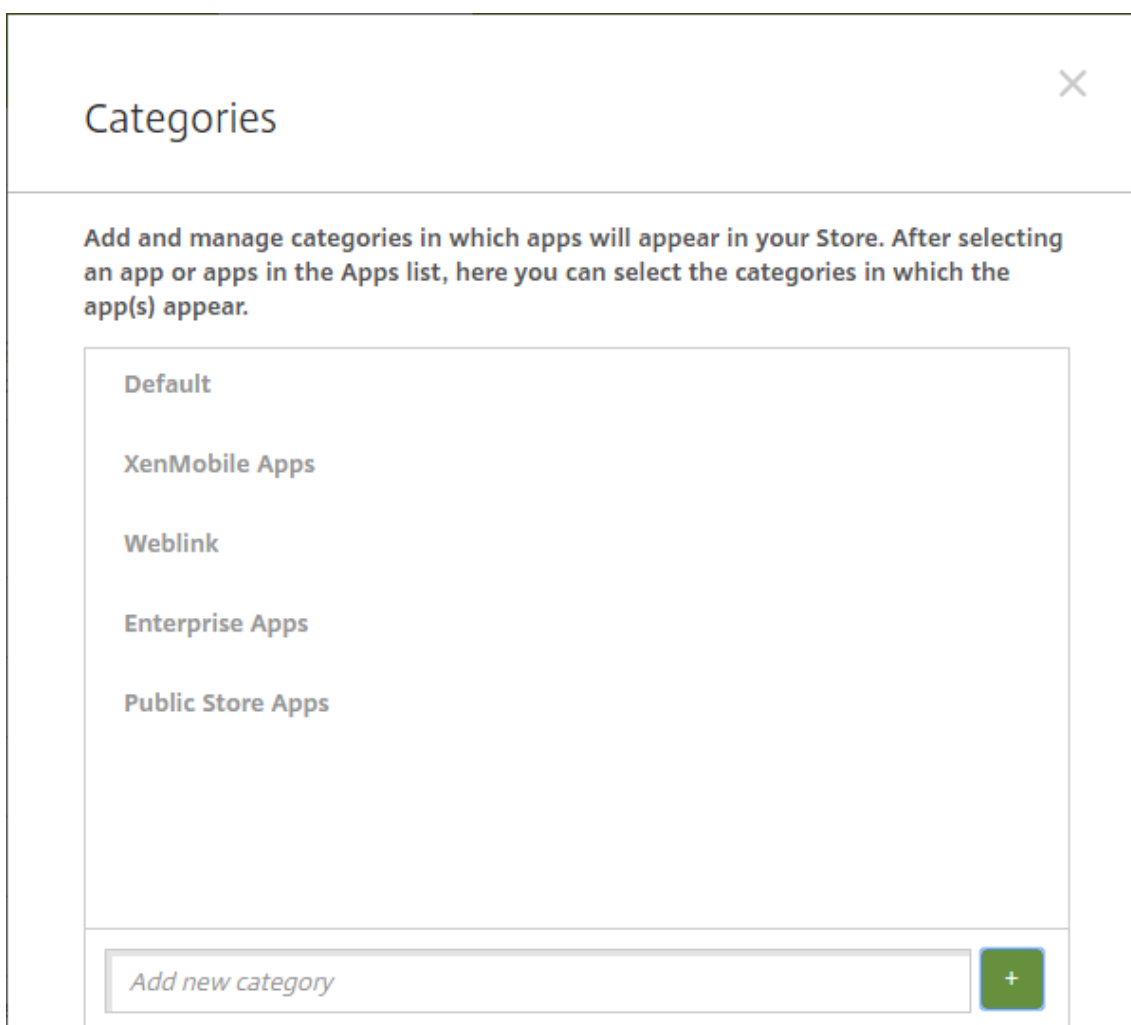 Categories
Add and manage categories in which apps will appear in your Store. After selecting
an app or apps in the Apps list, here you can select the categories in which the
app(s) appear.
Default
XenMobile Apps
Weblink
Enterprise Apps
Public Store Apps
Add new category
+